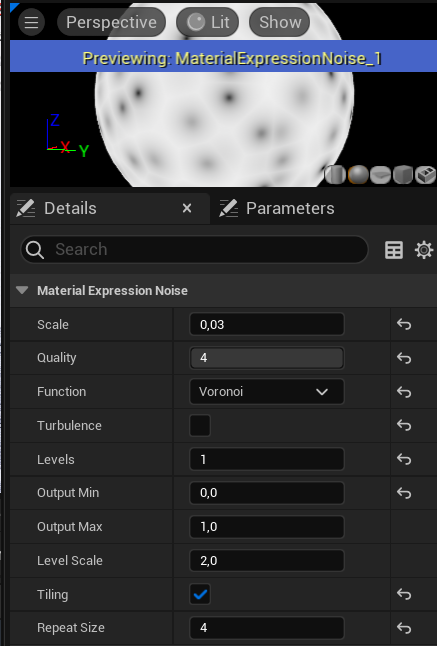 Perspective Lit Show
Previewing: MaterialExpressionNoise_1
Z
X Y
Details × Parameters
Search
Material Expression Noise
Scale 0,03
Quality 4
Function Voronoi
Turbulence
Levels 1
Output Min 0,0
Output Max 1,0
Level Scale 2,0
Tiling
Repeat Size 4